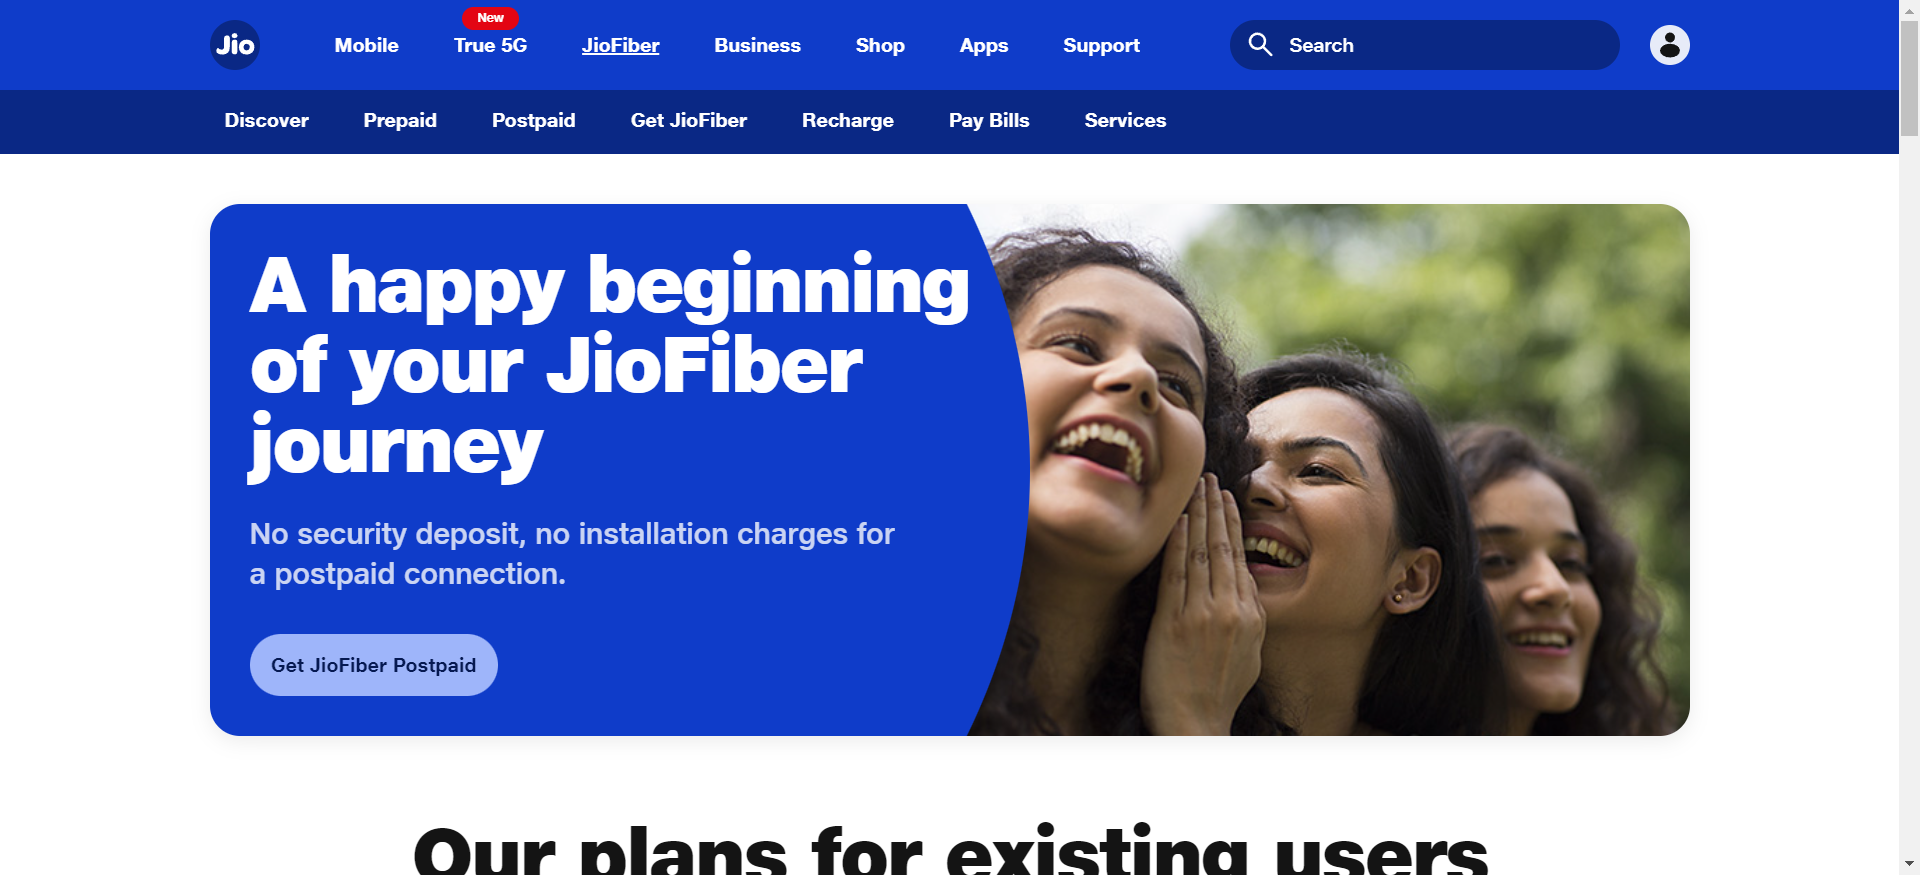 Jio
Mobile
New
True 5G
JioFiber
Business
Shop
Apps
Support
Search
Discover
Prepaid
Postpaid
Get JioFiber
Recharge
Pay Bills
Services
A happy beginning
of your JioFiber
journey
No security deposit, no installation charges for
a postpaid connection.
Get JioFiber Postpaid
Our plans for existing users